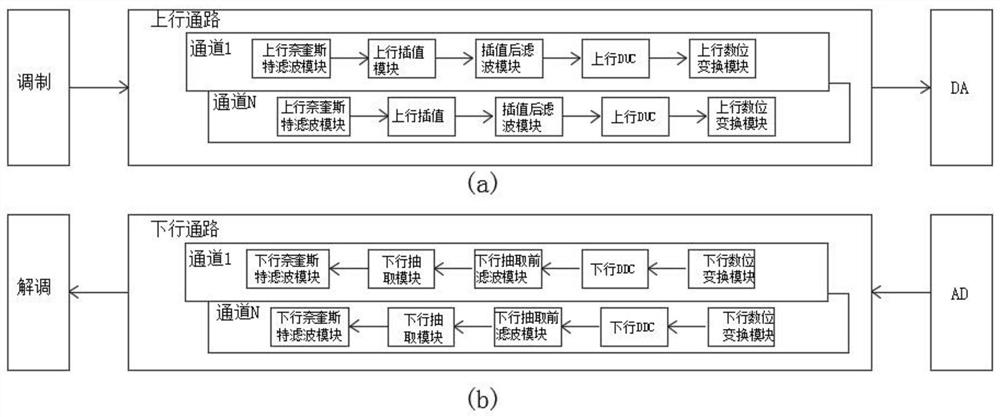 上行通路
通道1
调制
上行奈奎斯
特滤波模块
上行插值
模块
插值后滤
波模块
上行DUC
上行数位
变换模块
DA
通道N
上行奈奎斯
特滤波模块
上行插值
插值后滤
波模块
上行DUC
上行数位
变换模块
(a)
下行通路
通道1
解调
下行奈奎斯
特滤波模块
下行抽
取模块
下行抽取前
滤波模块
下行DDC
下行数位
变换模块
AD
通道N
下行奈奎斯
特滤波模块
下行抽
取模块
下行抽取前
滤波模块
下行DDC
下行数位
变换模块
(b)